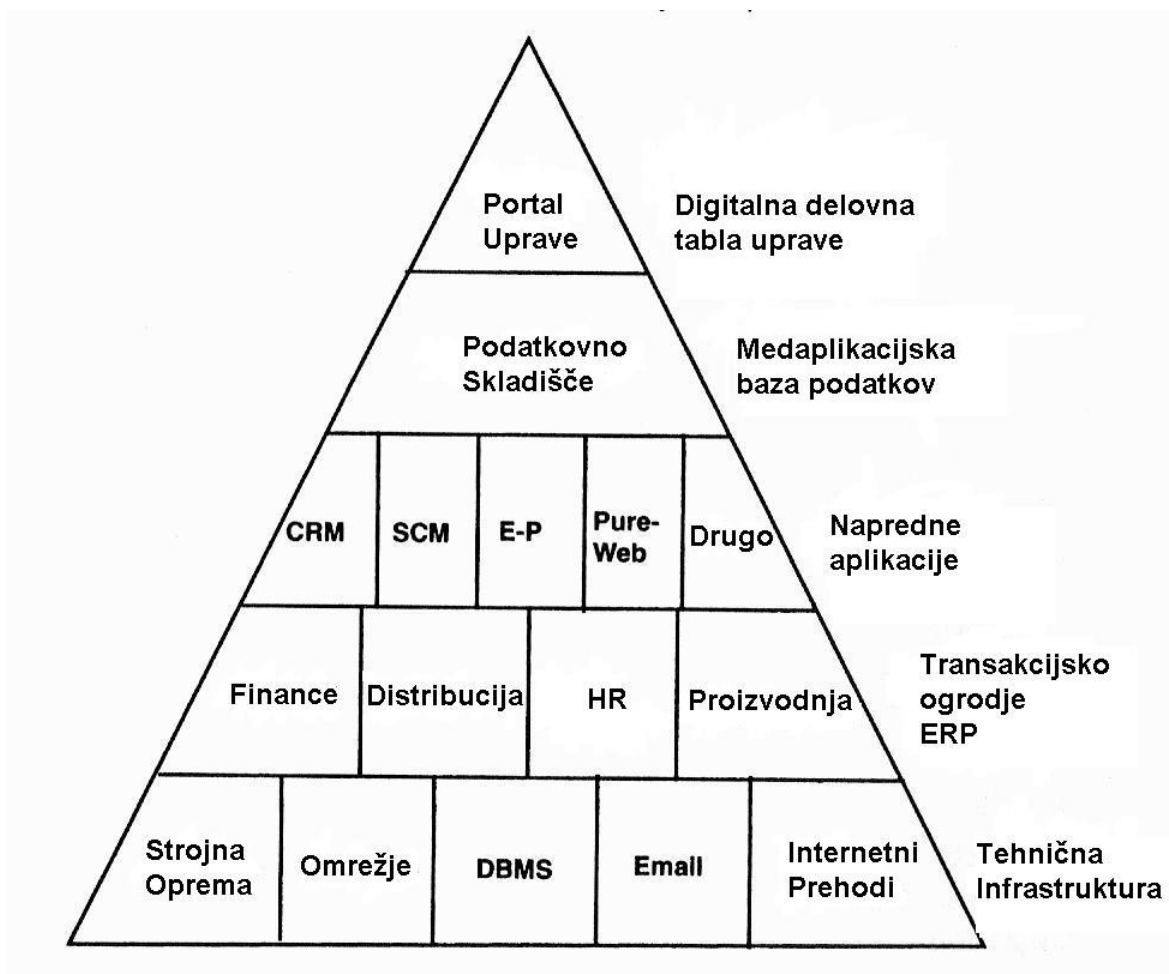 Portal
Uprave
Digitalna delovna
tabla uprave
Podatkovno
Skladišče
Medaplikacijska
baza podatkov
CRM
SCM
E-P
Pure-
Web
Drugo
Napredne
aplikacije
Finance
Distribucija
HR
Proizvodnja
Transakcijsko
ogrodje
ERP
Strojna
Oprema
Omrežje
DBMS
Email
Internetni
Prehodi
Tehnična
Infrastruktura